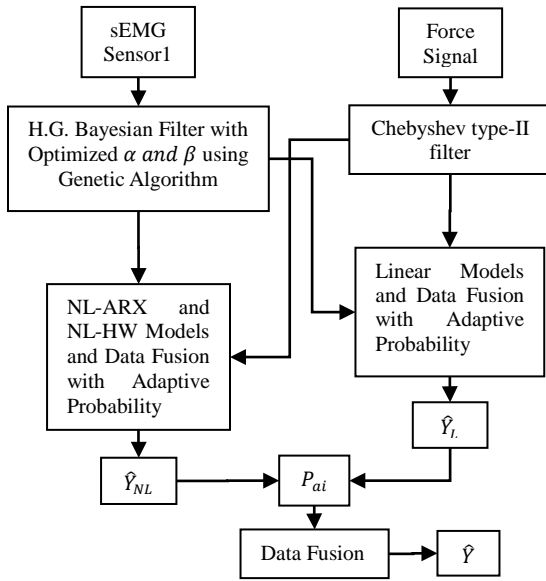 sEMG
Sensor1
Force
Signal
H.G. Bayesian Filter with
Optimized α and β using
Genetic Algorithm
Chebyshev type-II
filter
NL-ARX and
NL-HW Models
and Data Fusion
with Adaptive
Probability
Linear Models
and Data Fusion
with Adaptive
Probability
Ŷ_NL
P_ai
Ŷ_L
Data Fusion
Ŷ